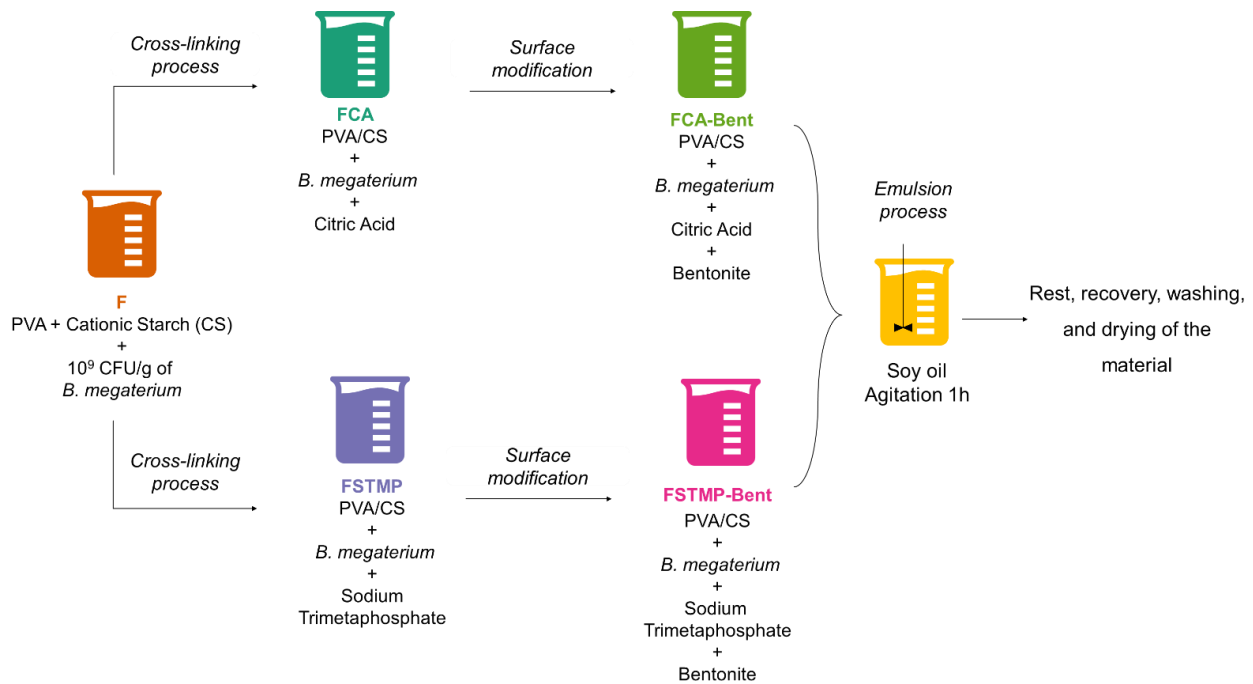 Cross-linking
process
FCA
PVA/CS
+
B. megaterium
+
Citric Acid
Surface
modification
FCA-Bent
PVA/CS
+
B. megaterium
+
Citric Acid
+
Bentonite
F
PVA + Cationic Starch (CS)
+
10⁹ CFU/g of
B. megaterium
Cross-linking
process
FSTMP
PVA/CS
+
B. megaterium
+
Sodium
Trimetaphosphate
Surface
modification
FSTMP-Bent
PVA/CS
+
B. megaterium
+
Sodium
Trimetaphosphate
+
Bentonite
Emulsion
process
Soy oil
Agitation 1h
Rest, recovery, washing,
and drying of the
material